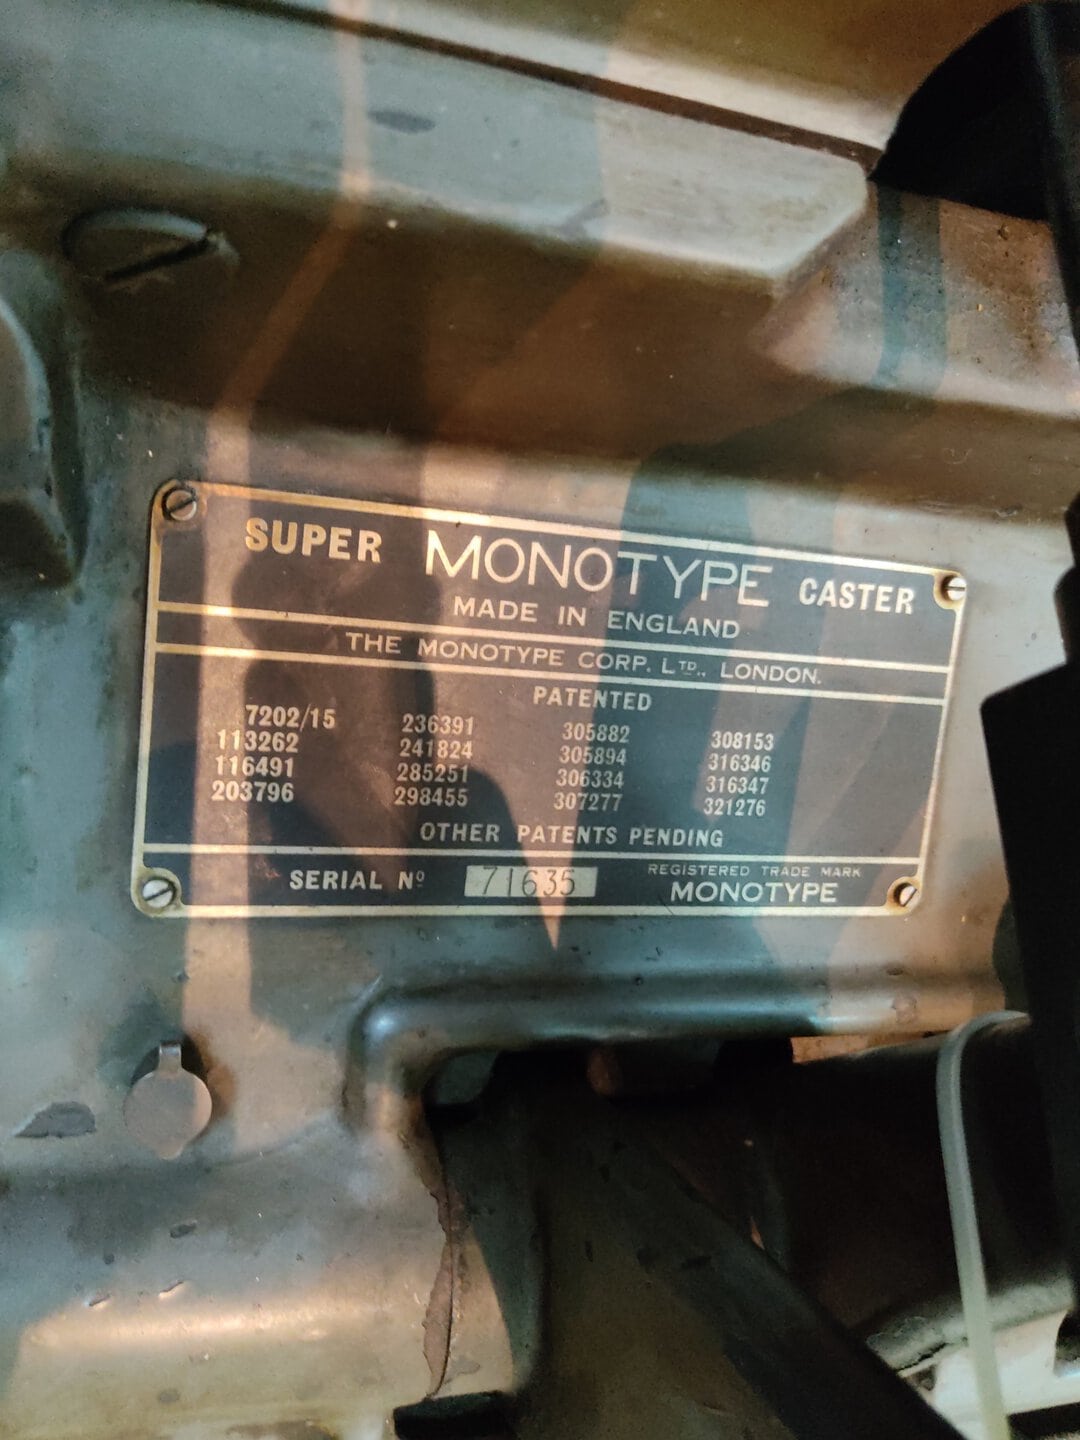 SUPER MONOTYPE CASTER
MADE IN ENGLAND
THE MONOTYPE CORP. LTD., LONDON.
PATENTED
7202/15 236391 305882 308153
113262 241824 305894 316346
116491 285251 306334 316347
203796 298455 307277 321276
OTHER PATENTS PENDING
SERIAL Nº 71635
REGISTERED TRADE MARK
MONOTYPE